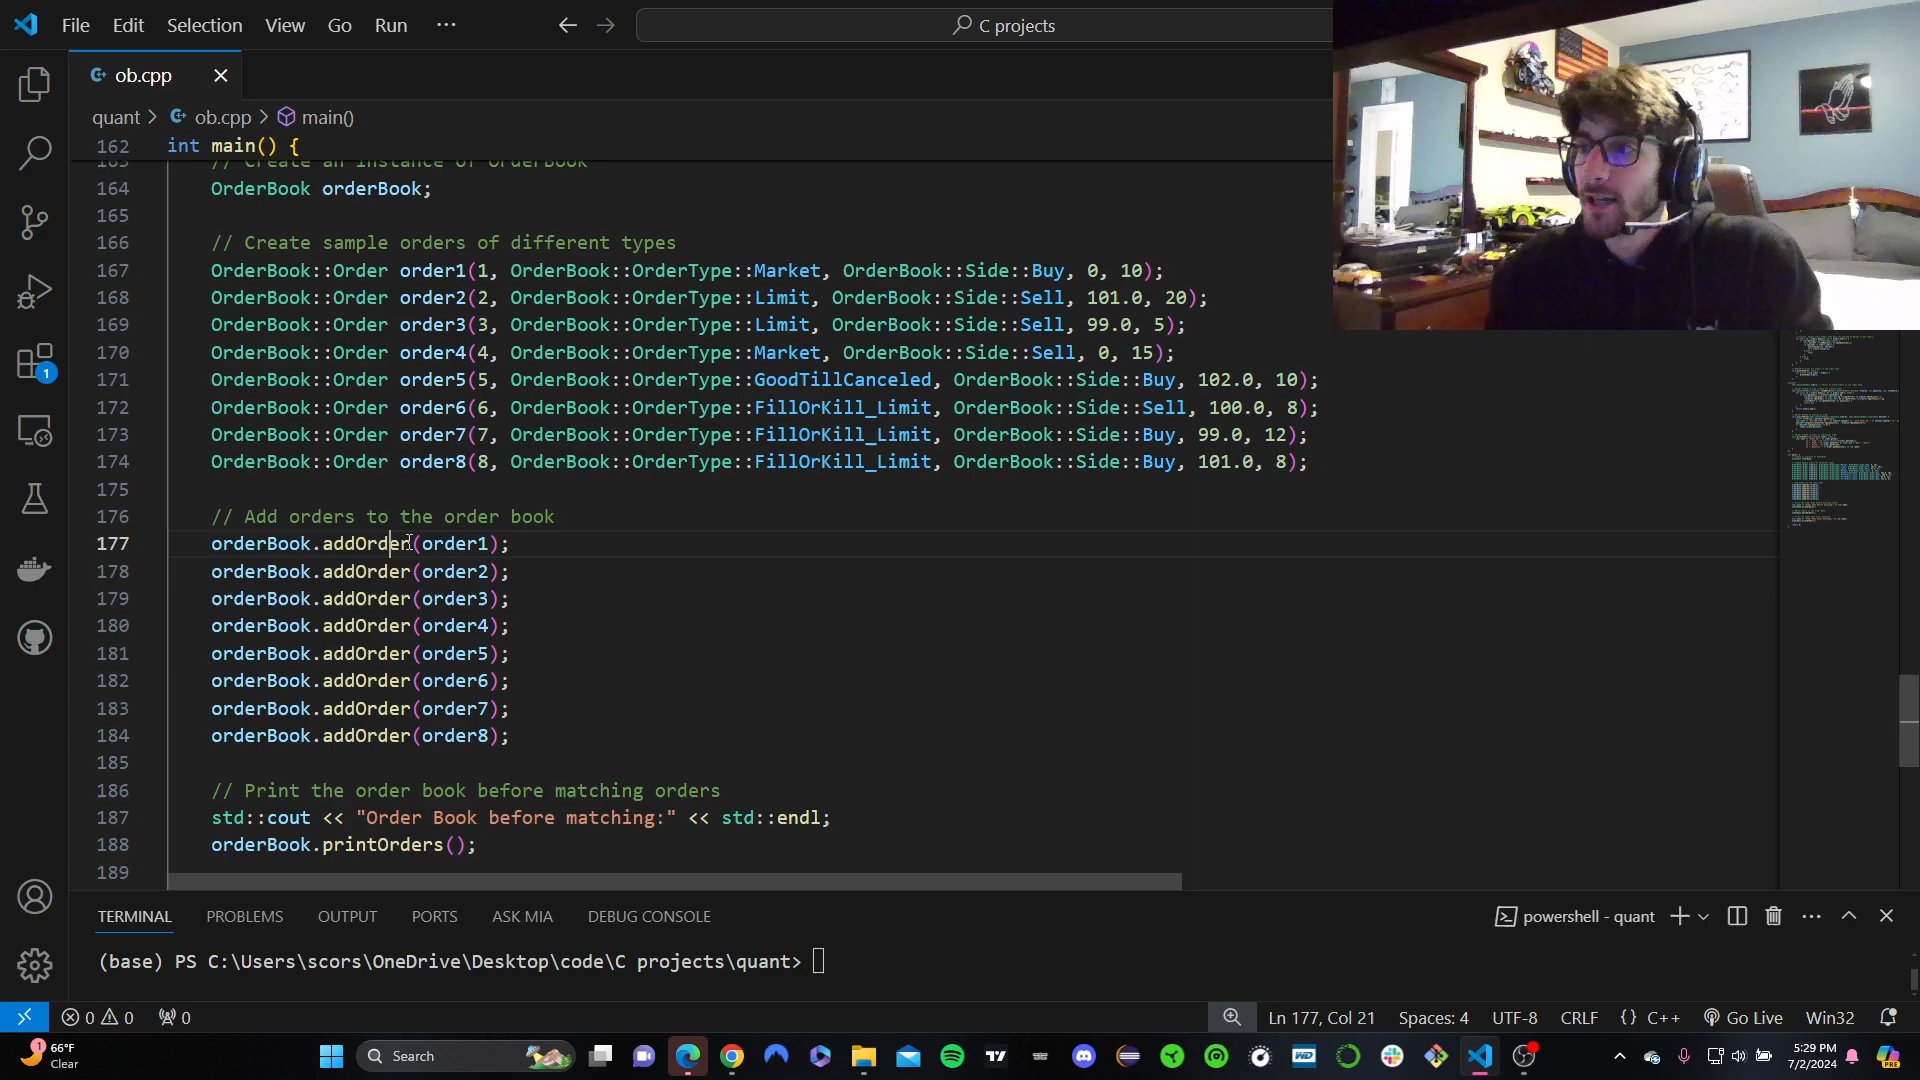 File Edit Selection View Go Run ···
C projects
ob.cpp
quant > ob.cpp > main()
162 int main() {
163 // Create an instance of OrderBook
164 OrderBook orderBook;
165
166 // Create sample orders of different types
167 OrderBook::Order order1(1, OrderBook::OrderType::Market, OrderBook::Side::Buy, 0, 10);
168 OrderBook::Order order2(2, OrderBook::OrderType::Limit, OrderBook::Side::Sell, 101.0, 20);
169 OrderBook::Order order3(3, OrderBook::OrderType::Limit, OrderBook::Side::Sell, 99.0, 5);
170 OrderBook::Order order4(4, OrderBook::OrderType::Market, OrderBook::Side::Sell, 0, 15);
171 OrderBook::Order order5(5, OrderBook::OrderType::GoodTillCanceled, OrderBook::Side::Buy, 102.0, 10);
172 OrderBook::Order order6(6, OrderBook::OrderType::FillOrKill_Limit, OrderBook::Side::Sell, 100.0, 8);
173 OrderBook::Order order7(7, OrderBook::OrderType::FillOrKill_Limit, OrderBook::Side::Buy, 99.0, 12);
174 OrderBook::Order order8(8, OrderBook::OrderType::FillOrKill_Limit, OrderBook::Side::Buy, 101.0, 8);
175
176 // Add orders to the order book
177 orderBook.addOrder(order1);
178 orderBook.addOrder(order2);
179 orderBook.addOrder(order3);
180 orderBook.addOrder(order4);
181 orderBook.addOrder(order5);
182 orderBook.addOrder(order6);
183 orderBook.addOrder(order7);
184 orderBook.addOrder(order8);
185
186 // Print the order book before matching orders
187 std::cout << "Order Book before matching:" << std::endl;
188 orderBook.printOrders();
189
1
TERMINAL PROBLEMS OUTPUT PORTS ASK MIA DEBUG CONSOLE powershell - quant
(base) PS C:\Users\scors\OneDrive\Desktop\code\C projects\quant>
0 0 0 Ln 177, Col 21 Spaces: 4 UTF-8 CRLF {} C++ Go Live Win32
1 66°F Search 5:29 PM
Clear 7/2/2024